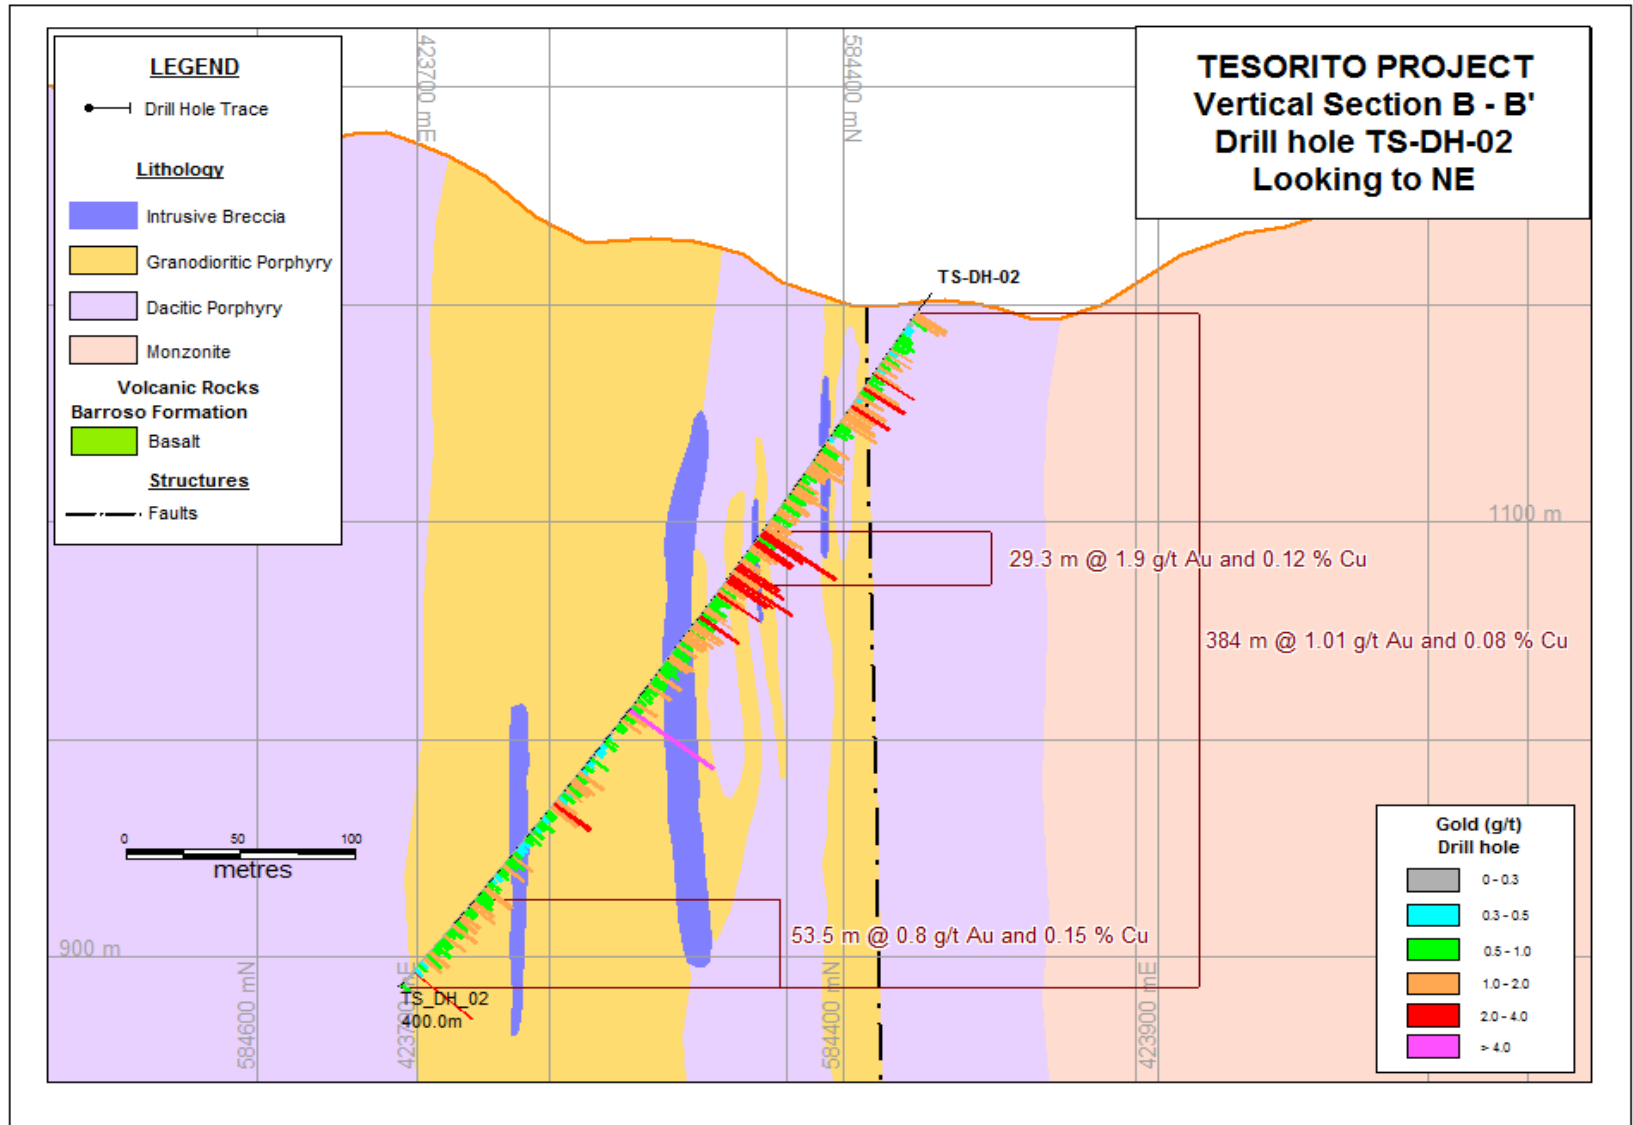 LEGEND
Drill Hole Trace
Lithology
Intrusive Breccia
Granodioritic Porphyry
Dacitic Porphyry
Monzonite
Volcanic Rocks
Barroso Formation
Basalt
Structures
Faults
423700 mE
584400 mN
TESORITO PROJECT
Vertical Section B - B'
Drill hole TS-DH-02
Looking to NE
TS-DH-02
1100 m
29.3 m @ 1.9 g/t Au and 0.12 % Cu
384 m @ 1.01 g/t Au and 0.08 % Cu
0 50 100
metres
53.5 m @ 0.8 g/t Au and 0.15 % Cu
900 m
584600 mN
423700 mE
TS_DH_02
400.0m
584400 mN
423900 mE
Gold (g/t)
Drill hole
0 - 0.3
0.3 - 0.5
0.5 - 1.0
1.0 - 2.0
2.0 - 4.0
> 4.0